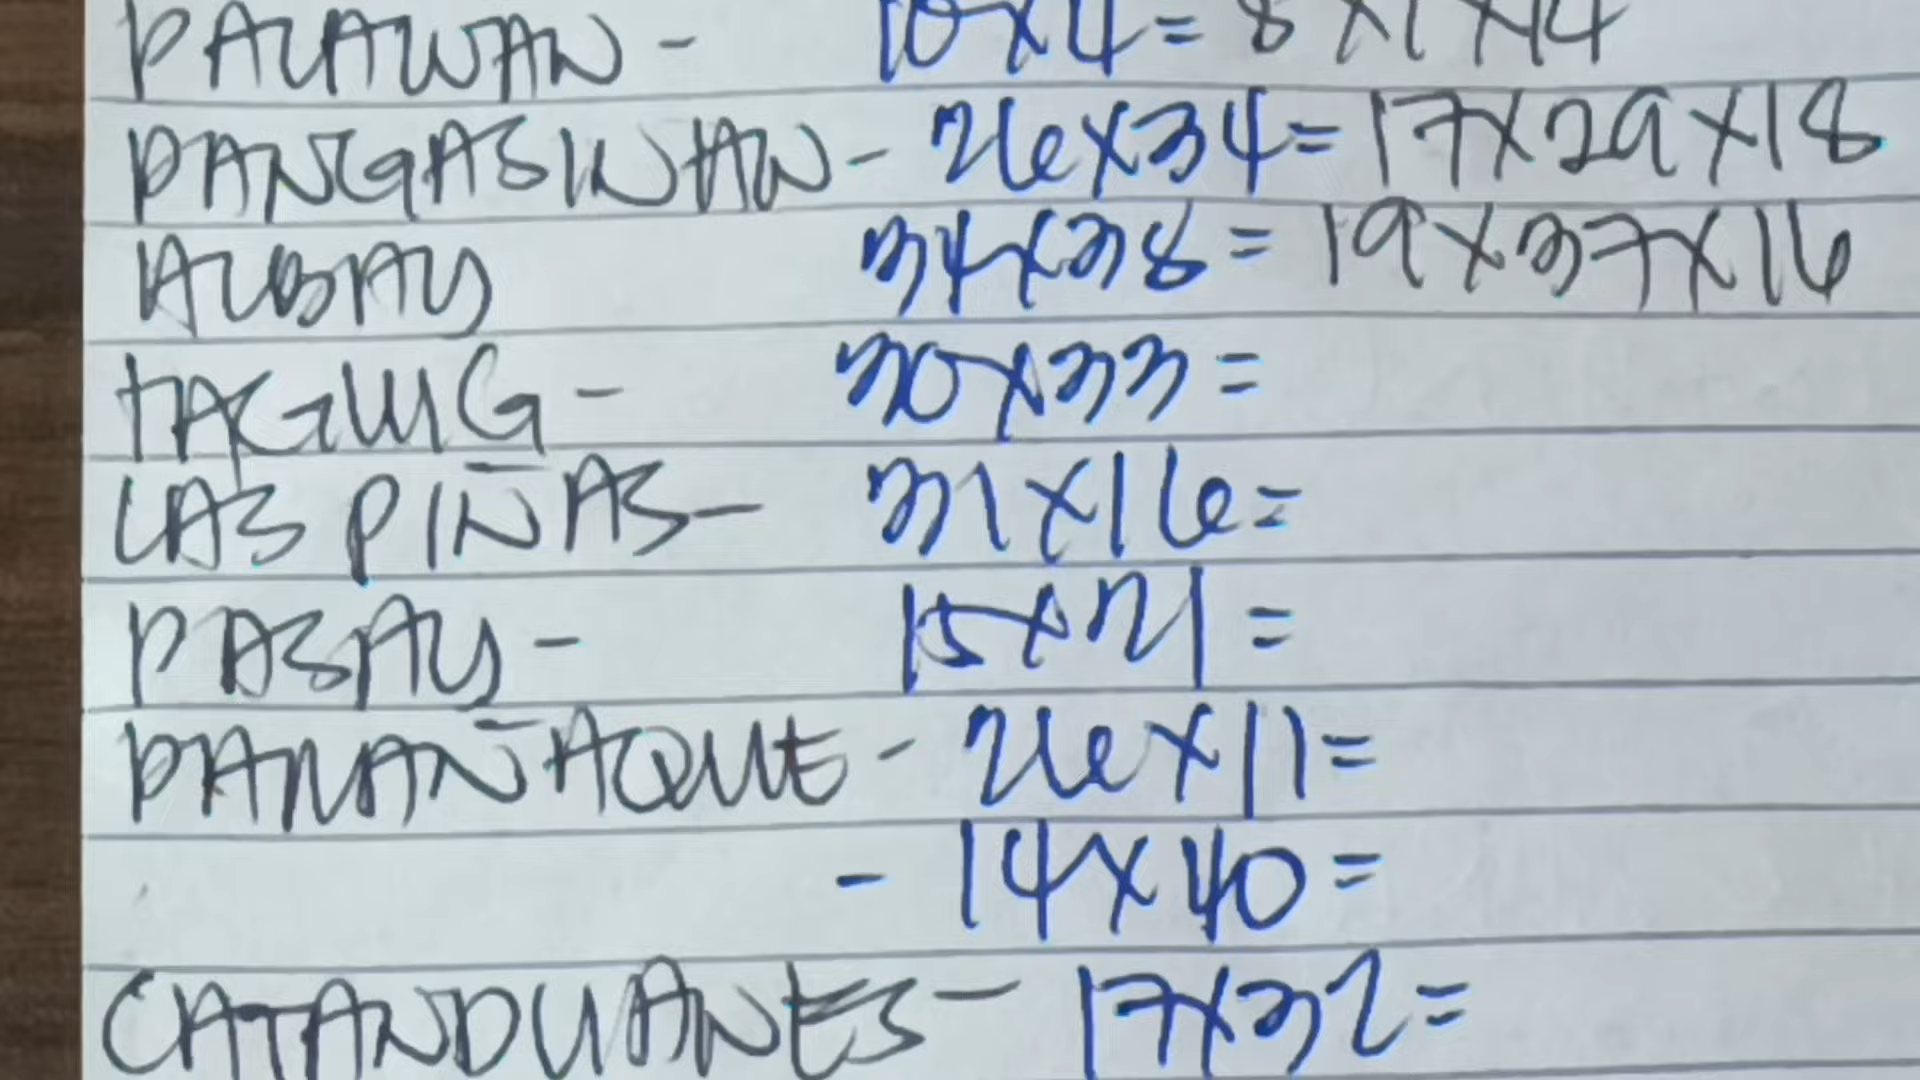 PALAWAN - 10x4 = 8x1x14
PANGASINAN - 26x34 = 17x29x18
ALBAY 34x38 = 19x37x16
TAGUIG - 30x33 =
LAS PIÑAS - 31x16 =
PASAY - 15x21 =
PARAÑAQUE - 26x11 =
- 14x40 =
CATANDUANES - 17x32 =